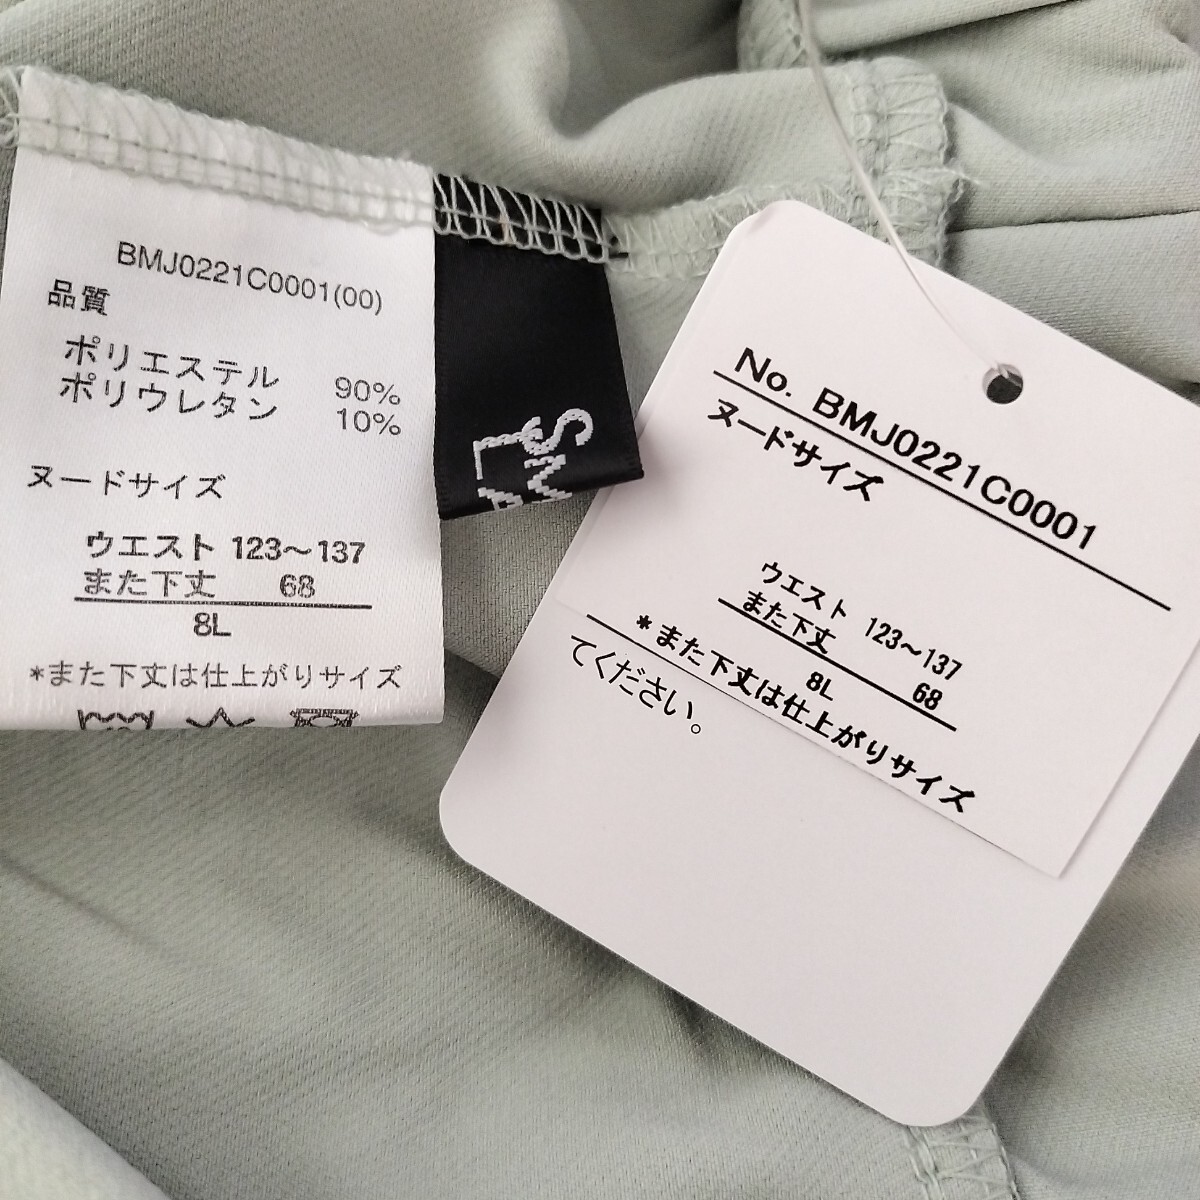 BMJ0221C0001(00)
品質
ポリエステル 90%
ポリウレタン 10%
ヌードサイズ
ウエスト 123～137
また下丈 68
8L
*また下丈は仕上がりサイズ
No. BMJ0221C0001
ヌードサイズ
ウエスト 123～137
また下丈 68
8L
*また下丈は仕上がりサイズ
てください。